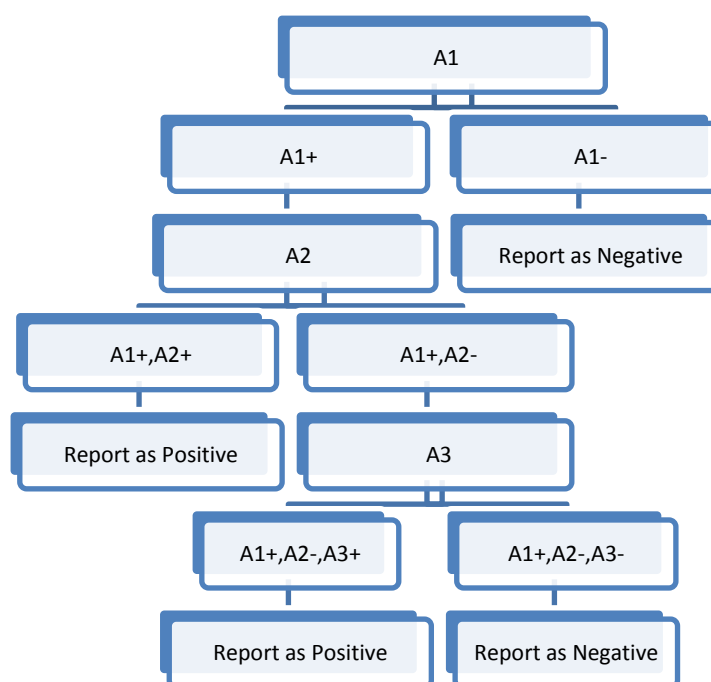 A1
A1+
A1-
A2
Report as Negative
A1+,A2+
A1+,A2-
Report as Positive
A3
A1+,A2-,A3+
A1+,A2-,A3-
Report as Positive
Report as Negative